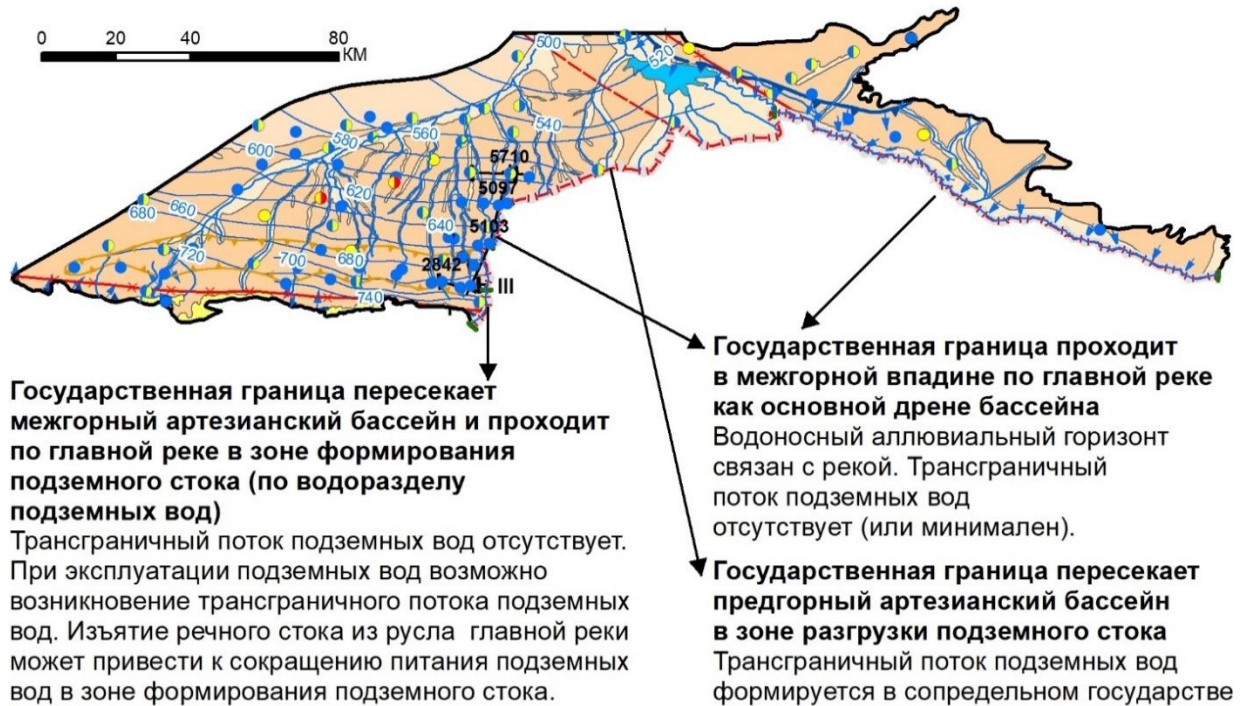 0 20 40 80
КМ
500
520
540
560
580
600
620
640
660
680
680
700
720
740
5710
5097
5103
2842
III
Государственная граница пересекает
межгорный артезианский бассейн и проходит
по главной реке в зоне формирования
подземного стока (по водоразделу
подземных вод)
Трансграничный поток подземных вод отсутствует.
При эксплуатации подземных вод возможно
возникновение трансграничного потока подземных
вод. Изъятие речного стока из русла главной реки
может привести к сокращению питания подземных
вод в зоне формирования подземного стока.
Государственная граница проходит
в межгорной впадине по главной реке
как основной дрене бассейна
Водоносный аллювиальный горизонт
связан с рекой. Трансграничный
поток подземных вод
отсутствует (или минимален).
Государственная граница пересекает
предгорный артезианский бассейн
в зоне разгрузки подземного стока
Трансграничный поток подземных вод
формируется в сопредельном государстве